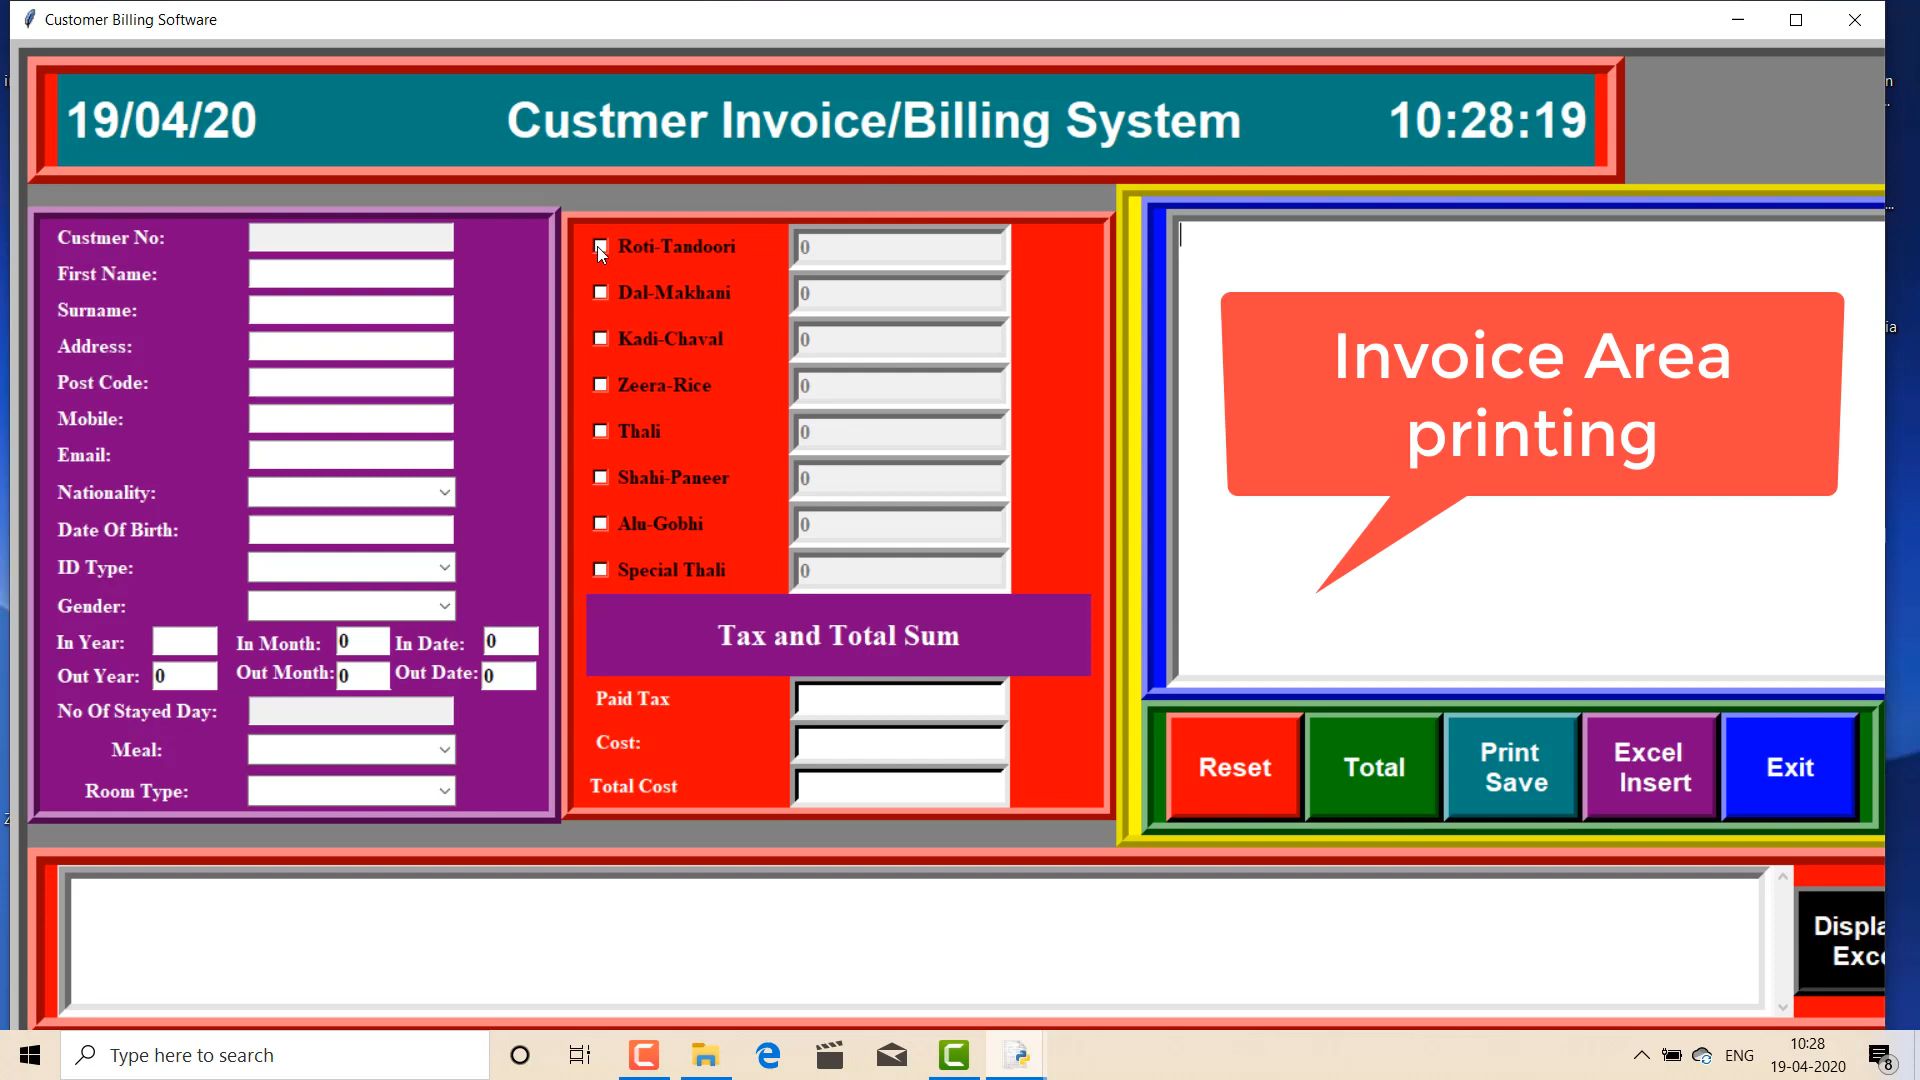 Customer Billing Software
19/04/20 Custmer Invoice/Billing System 10:28:19
Custmer No:
First Name:
Surname:
Address:
Post Code:
Mobile:
Email:
Nationality:
Date Of Birth:
ID Type:
Gender:
In Year: In Month: 0 In Date: 0
Out Year: 0 Out Month: 0 Out Date: 0
No Of Stayed Day:
Meal:
Room Type:
Roti-Tandoori 0
Dal-Makhani 0
Kadi-Chaval 0
Zeera-Rice 0
Thali 0
Shahi-Paneer 0
Alu-Gobhi 0
Special Thali 0
Tax and Total Sum
Paid Tax
Cost:
Total Cost
Invoice Area
printing
Reset
Total
Print
Save
Excel
Insert
Exit
Type here to search
ENG
10:28
19-04-2020
8